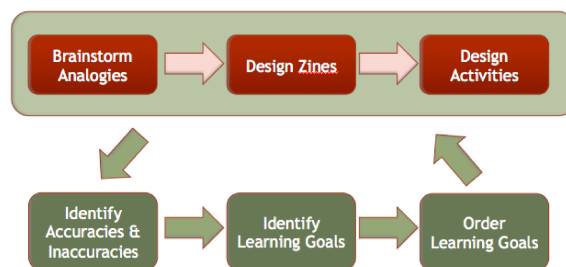 Brainstorm
Analogies
Design Zines
Design
Activities
Identify
Accuracies &
Inaccuracies
Identify
Learning Goals
Order
Learning Goals